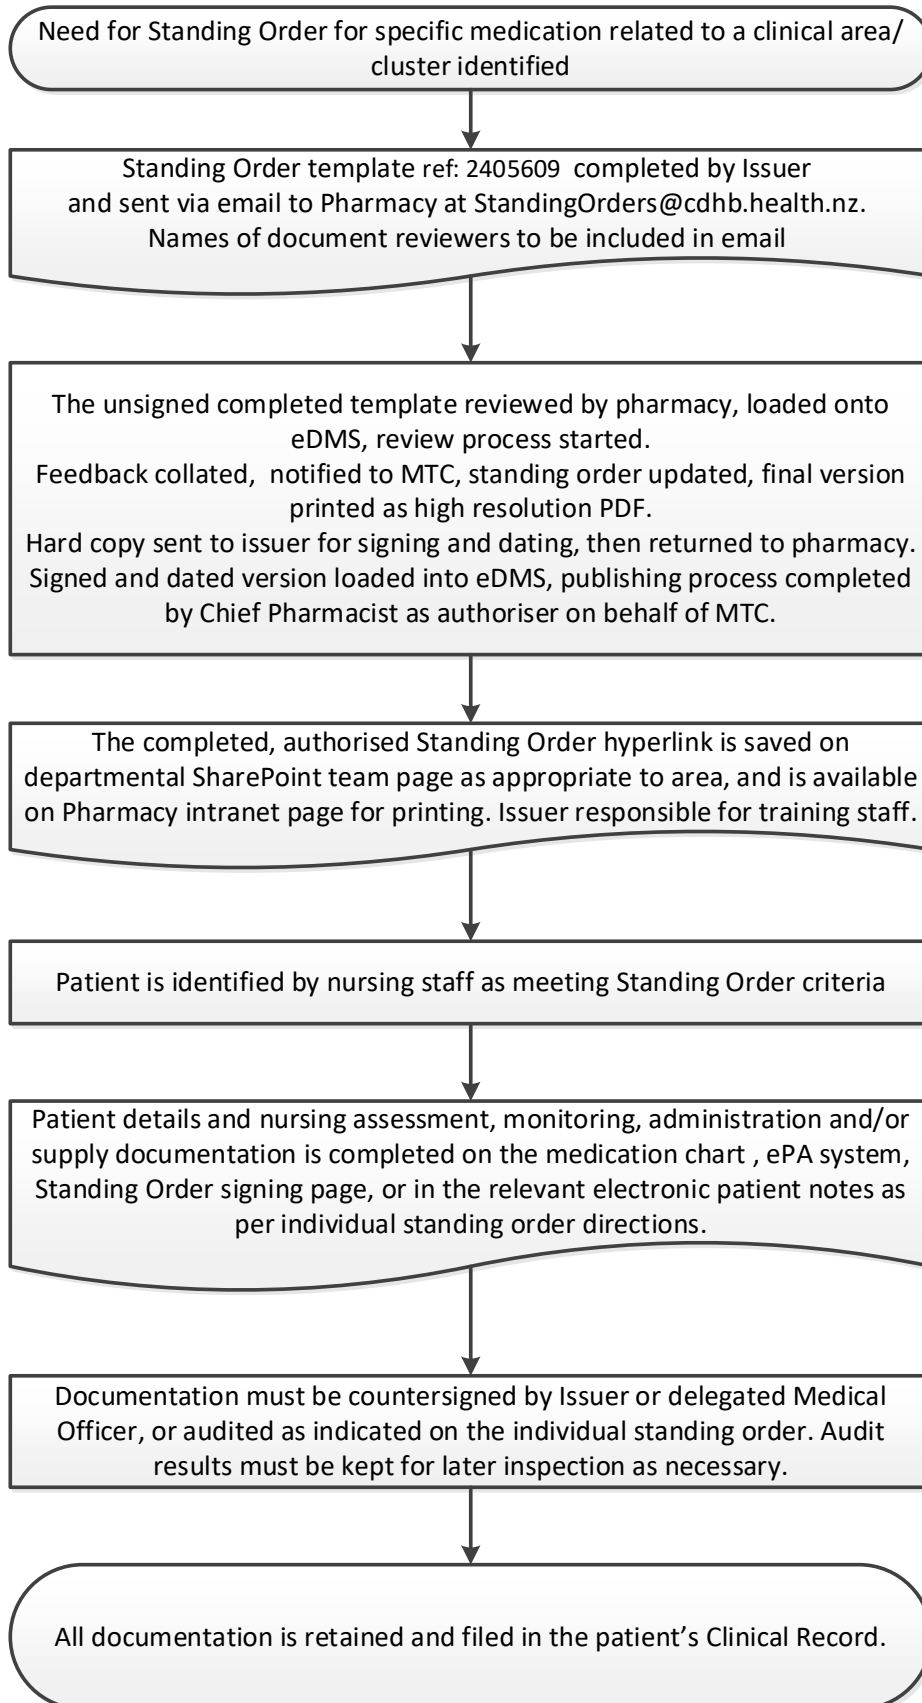 Need for Standing Order for specific medication related to a clinical area/
cluster identified
Standing Order template ref: 2405609 completed by Issuer
and sent via email to Pharmacy at StandingOrders@cdhb.health.nz.
Names of document reviewers to be included in email
The unsigned completed template reviewed by pharmacy, loaded onto
eDMS, review process started.
Feedback collated, notified to MTC, standing order updated, final version
printed as high resolution PDF.
Hard copy sent to issuer for signing and dating, then returned to pharmacy.
Signed and dated version loaded into eDMS, publishing process completed
by Chief Pharmacist as authoriser on behalf of MTC.
The completed, authorised Standing Order hyperlink is saved on
departmental SharePoint team page as appropriate to area, and is available
on Pharmacy intranet page for printing. Issuer responsible for training staff.
Patient is identified by nursing staff as meeting Standing Order criteria
Patient details and nursing assessment, monitoring, administration and/or
supply documentation is completed on the medication chart , ePA system,
Standing Order signing page, or in the relevant electronic patient notes as
per individual standing order directions.
Documentation must be countersigned by Issuer or delegated Medical
Officer, or audited as indicated on the individual standing order. Audit
results must be kept for later inspection as necessary.
All documentation is retained and filed in the patient’s Clinical Record.